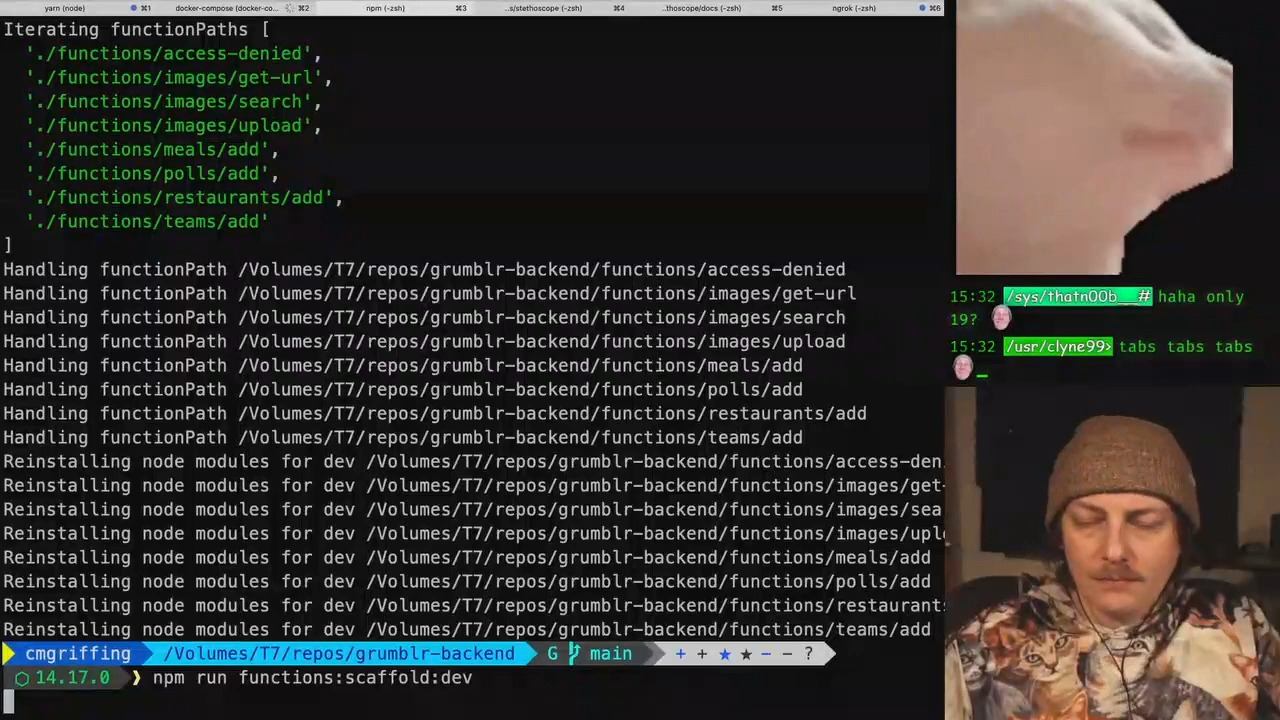 yarn (node) ⌘1 docker-compose (docker-co... ⌘2 npm (-zsh) ⌘3 ..s/stethoscope (-zsh) ⌘4 ..thoscope/docs (-zsh) ⌘5 ngrok (-zsh) ⌘6
Iterating functionPaths [
'./functions/access-denied',
'./functions/images/get-url',
'./functions/images/search',
'./functions/images/upload',
'./functions/meals/add',
'./functions/polls/add',
'./functions/restaurants/add',
'./functions/teams/add'
]
Handling functionPath /Volumes/T7/repos/grumblr-backend/functions/access-denied
Handling functionPath /Volumes/T7/repos/grumblr-backend/functions/images/get-url
Handling functionPath /Volumes/T7/repos/grumblr-backend/functions/images/search
Handling functionPath /Volumes/T7/repos/grumblr-backend/functions/images/upload
Handling functionPath /Volumes/T7/repos/grumblr-backend/functions/meals/add
Handling functionPath /Volumes/T7/repos/grumblr-backend/functions/polls/add
Handling functionPath /Volumes/T7/repos/grumblr-backend/functions/restaurants/add
Handling functionPath /Volumes/T7/repos/grumblr-backend/functions/teams/add
Reinstalling node modules for dev /Volumes/T7/repos/grumblr-backend/functions/access-den
Reinstalling node modules for dev /Volumes/T7/repos/grumblr-backend/functions/images/get-
Reinstalling node modules for dev /Volumes/T7/repos/grumblr-backend/functions/images/sea
Reinstalling node modules for dev /Volumes/T7/repos/grumblr-backend/functions/images/upl
Reinstalling node modules for dev /Volumes/T7/repos/grumblr-backend/functions/meals/add
Reinstalling node modules for dev /Volumes/T7/repos/grumblr-backend/functions/polls/add
Reinstalling node modules for dev /Volumes/T7/repos/grumblr-backend/functions/restaurants
Reinstalling node modules for dev /Volumes/T7/repos/grumblr-backend/functions/teams/add
cmgriffing /Volumes/T7/repos/grumblr-backend G main + + ★ ★ − − ?
14.17.0 ❯ npm run functions:scaffold:dev
15:32 /sys/thatn00b__# haha only
19?
15:32 /usr/clyne99> tabs tabs tabs
_